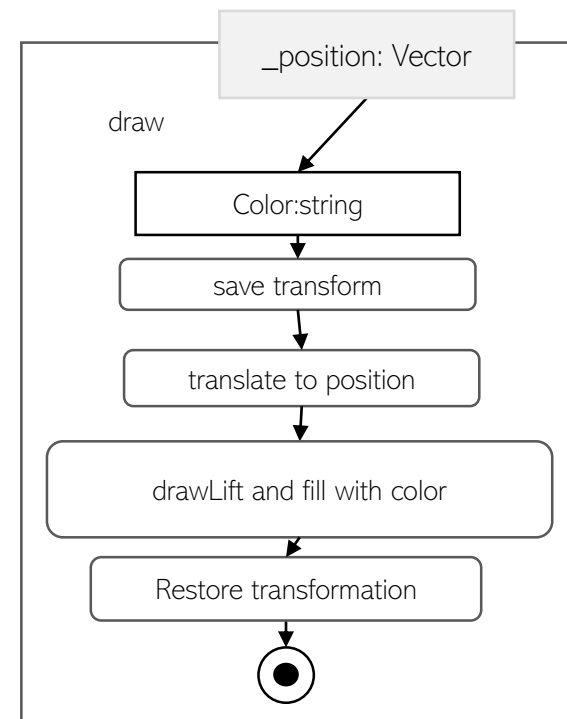 _position: Vector
draw
Color:string
save transform
translate to position
drawLift and fill with color
Restore transformation